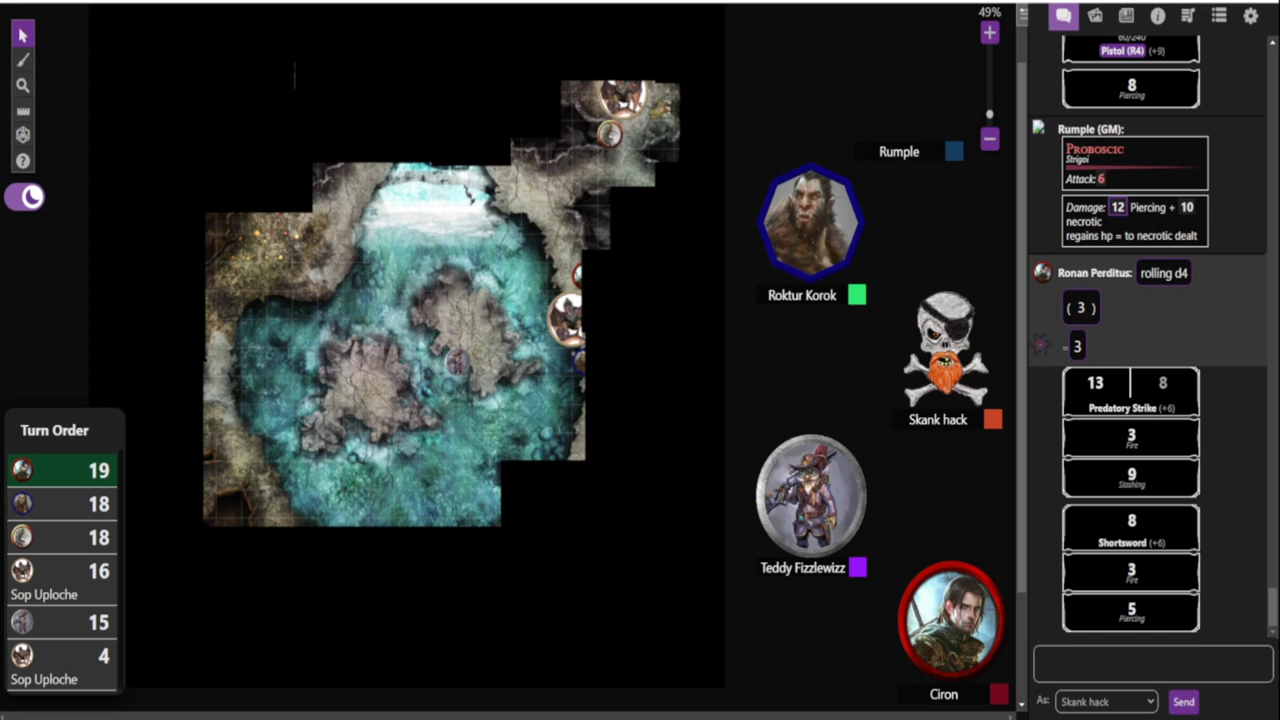 49%
60/240
Pistol (R4) (+9)
8
Piercing
Rumple (GM):
Proboscic
Strigoi
Attack: 6
Damage: 12 Piercing + 10
necrotic
regains hp = to necrotic dealt
Ronan Perditus: rolling d4
( 3 )
= 3
13 8
Predatory Strike (+6)
3
Fire
9
Slashing
8
Shortsword (+6)
3
Fire
5
Piercing
As: Skank hack Send
Rumple
Roktur Korok
Skank hack
Teddy Fizzlewizz
Ciron
Turn Order
19
18
18
16
Sop Uploche
15
4
Sop Uploche